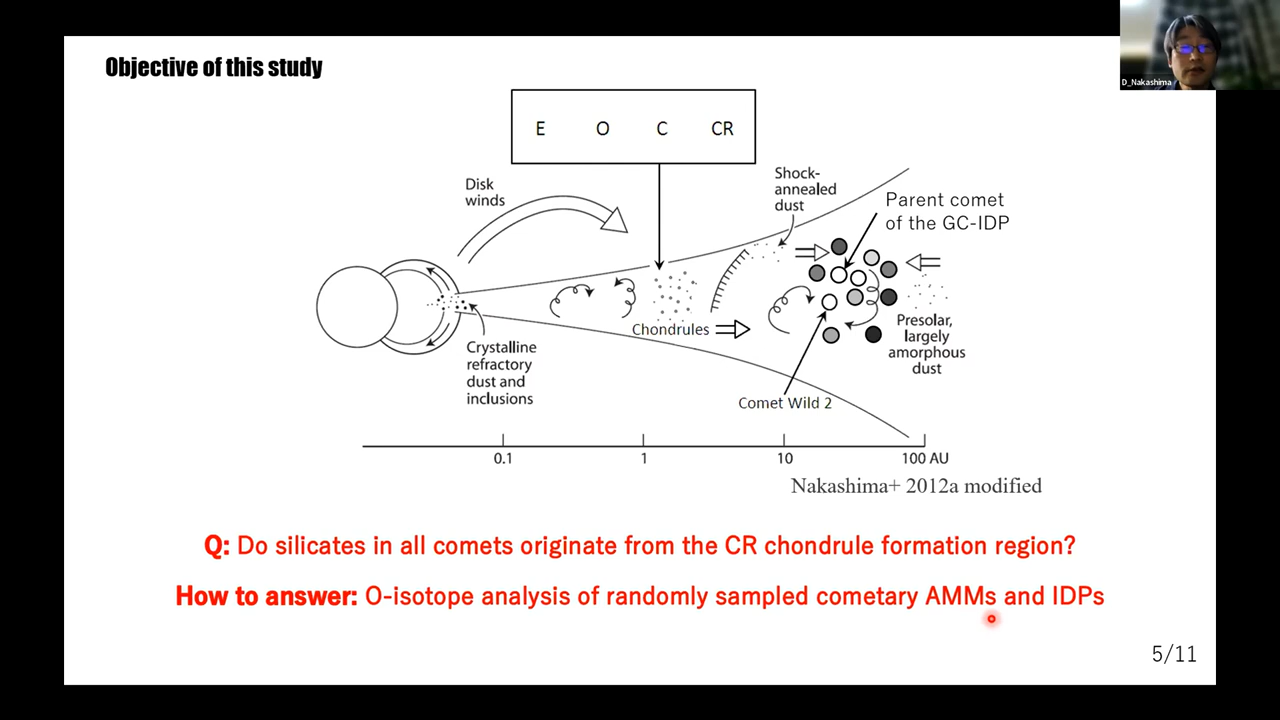 Objective of this study
D_Nakashima
E O C CR
Disk
winds
Shock-
annealed
dust
Parent comet
of the GC-IDP
Chondrules
Presolar,
largely
amorphous
dust
Crystalline
refractory
dust and
inclusions
Comet Wild 2
0.1 1 10 100 AU
Nakashima+ 2012a modified
Q: Do silicates in all comets originate from the CR chondrule formation region?
How to answer: O-isotope analysis of randomly sampled cometary AMMs and IDPs
5/11